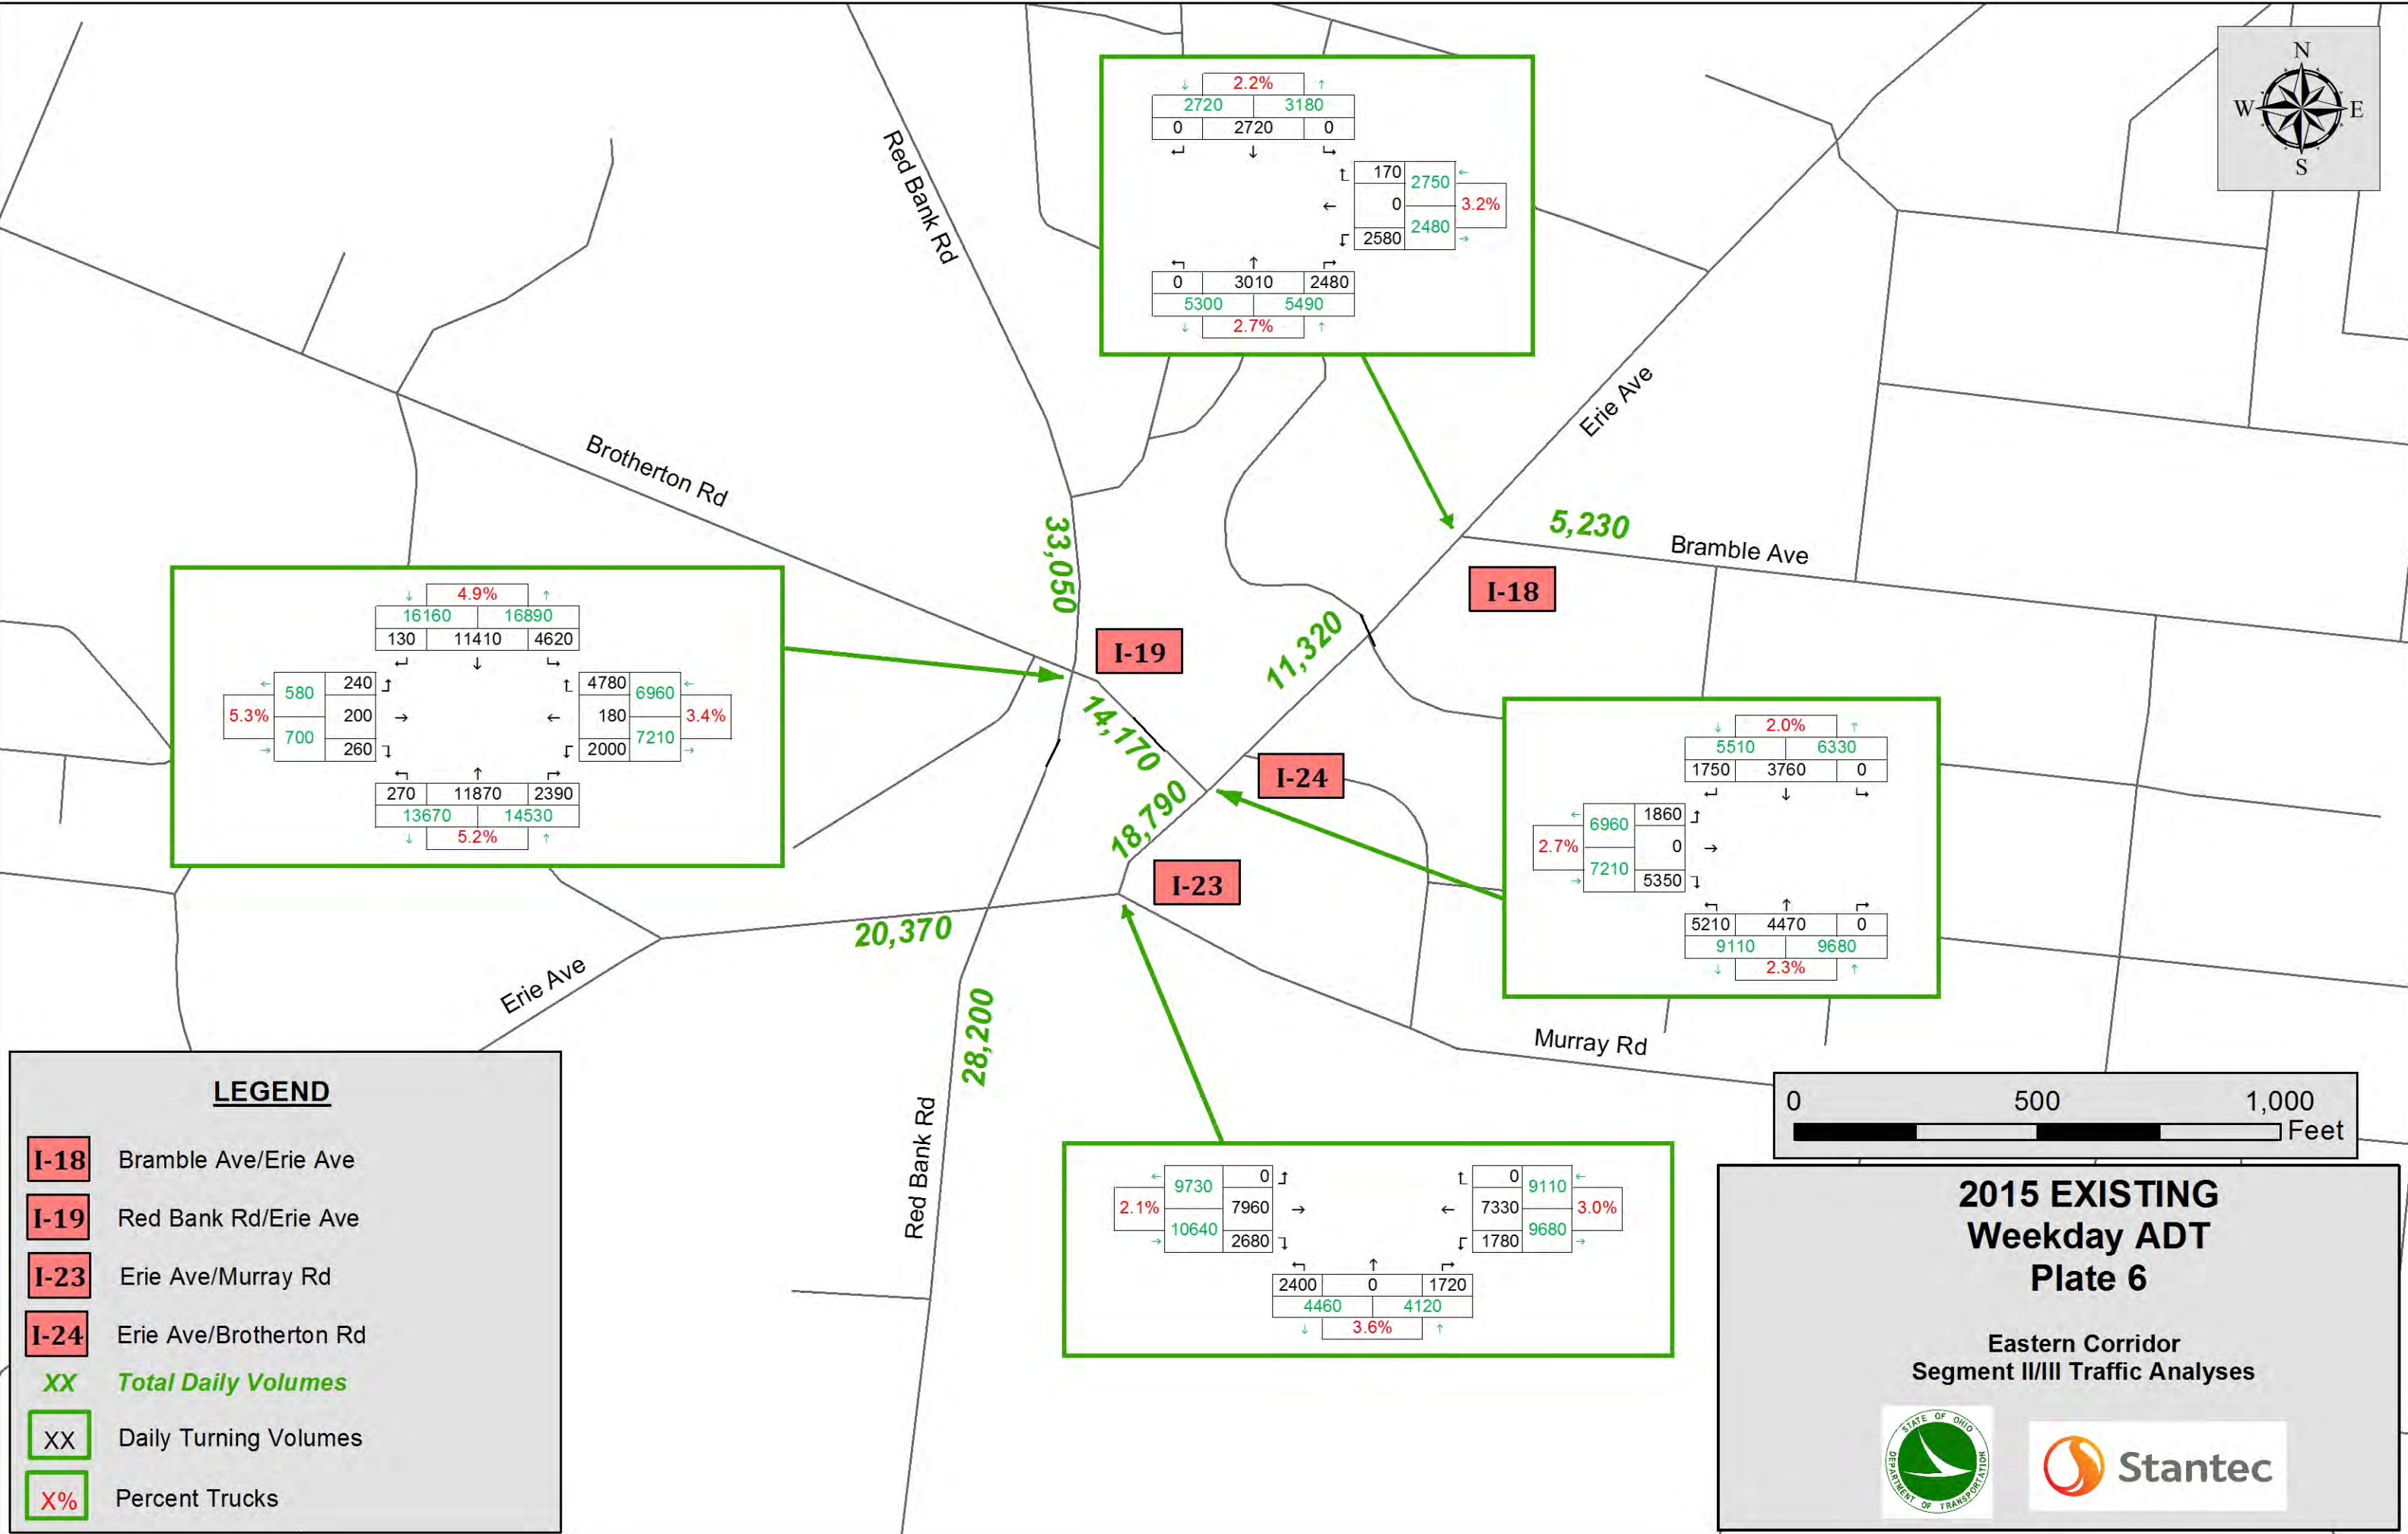 N
W E
S
2.2%
2720 3180
0 2720 0
170 2750
0 3.2%
2480
2580
0 3010 2480
5300 5490
2.7%
Red Bank Rd
Erie Ave
Brotherton Rd
33,050
5,230
Bramble Ave
I-18
I-19
11,320
14,170
I-24
18,790
I-23
20,370
Erie Ave
28,200
Red Bank Rd
Murray Rd
4.9%
16160 16890
130 11410 4620
580 240
5.3% 200
700 260
4780 6960
180 3.4%
2000 7210
270 11870 2390
13670 14530
5.2%
2.0%
5510 6330
1750 3760 0
6960 1860
2.7% 0
7210 5350
5210 4470 0
9110 9680
2.3%
9730 0
2.1% 7960
10640 2680
0 9110
7330 3.0%
1780 9680
2400 0 1720
4460 4120
3.6%
LEGEND
I-18 Bramble Ave/Erie Ave
I-19 Red Bank Rd/Erie Ave
I-23 Erie Ave/Murray Rd
I-24 Erie Ave/Brotherton Rd
XX Total Daily Volumes
XX Daily Turning Volumes
X% Percent Trucks
0 500 1,000
Feet
2015 EXISTING
Weekday ADT
Plate 6
Eastern Corridor
Segment II/III Traffic Analyses
STATE OF OHIO
DEPARTMENT OF TRANSPORTATION
Stantec